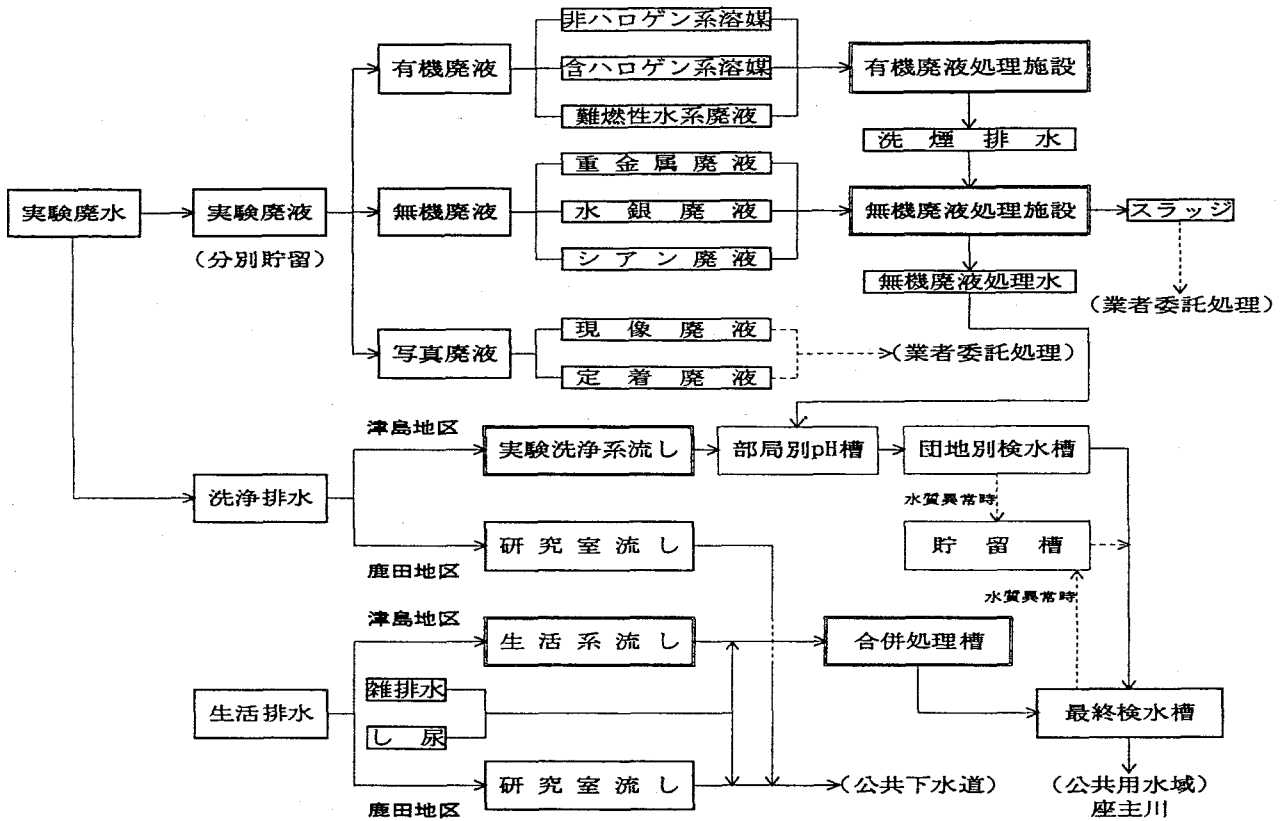 非ハロゲン系溶媒
有機廃液
含ハロゲン系溶媒
有機廃液処理施設
難燃性水系廃液
洗煙排水
重金属廃液
実験廃水
実験廃液
無機廃液
水銀廃液
無機廃液処理施設
スラッジ
(分別貯留)
シアン廃液
無機廃液処理水
(業者委託処理)
現像廃液
写真廃液
(業者委託処理)
定着廃液
津島地区
実験洗浄系流し
部局別pH槽
団地別検水槽
洗浄排水
水質異常時
研究室流し
貯留槽
鹿田地区
水質異常時
津島地区
生活系流し
合併処理槽
雑排水
生活排水
最終検水槽
し尿
研究室流し
(公共下水道)
(公共用水域)
鹿田地区
座主川